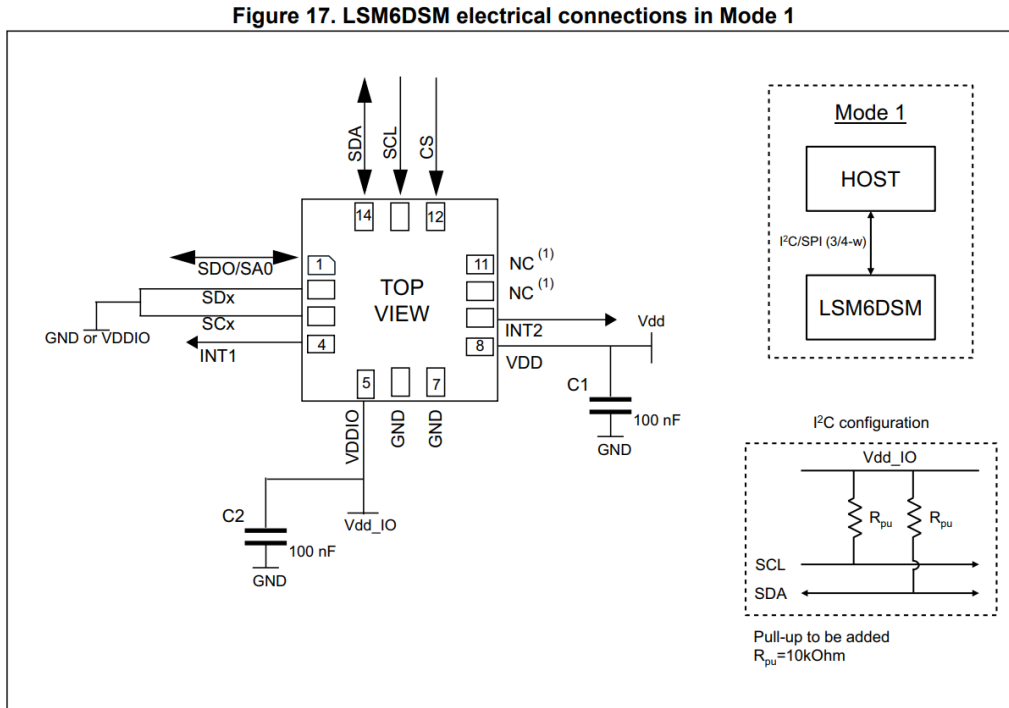 Figure 17. LSM6DSM electrical connections in Mode 1
SDA
SCL
CS
14
12
SDO/SA0
1
SDx
SCx
GND or VDDIO
INT1
4
TOP
VIEW
11
NC (1)
NC (1)
INT2
8
VDD
Vdd
5
7
VDDIO
GND
GND
C1
100 nF
GND
C2
100 nF
GND
Vdd_IO
Mode 1
HOST
I²C/SPI (3/4-w)
LSM6DSM
I²C configuration
Vdd_IO
Rpu
Rpu
SCL
SDA
Pull-up to be added
Rpu=10kOhm